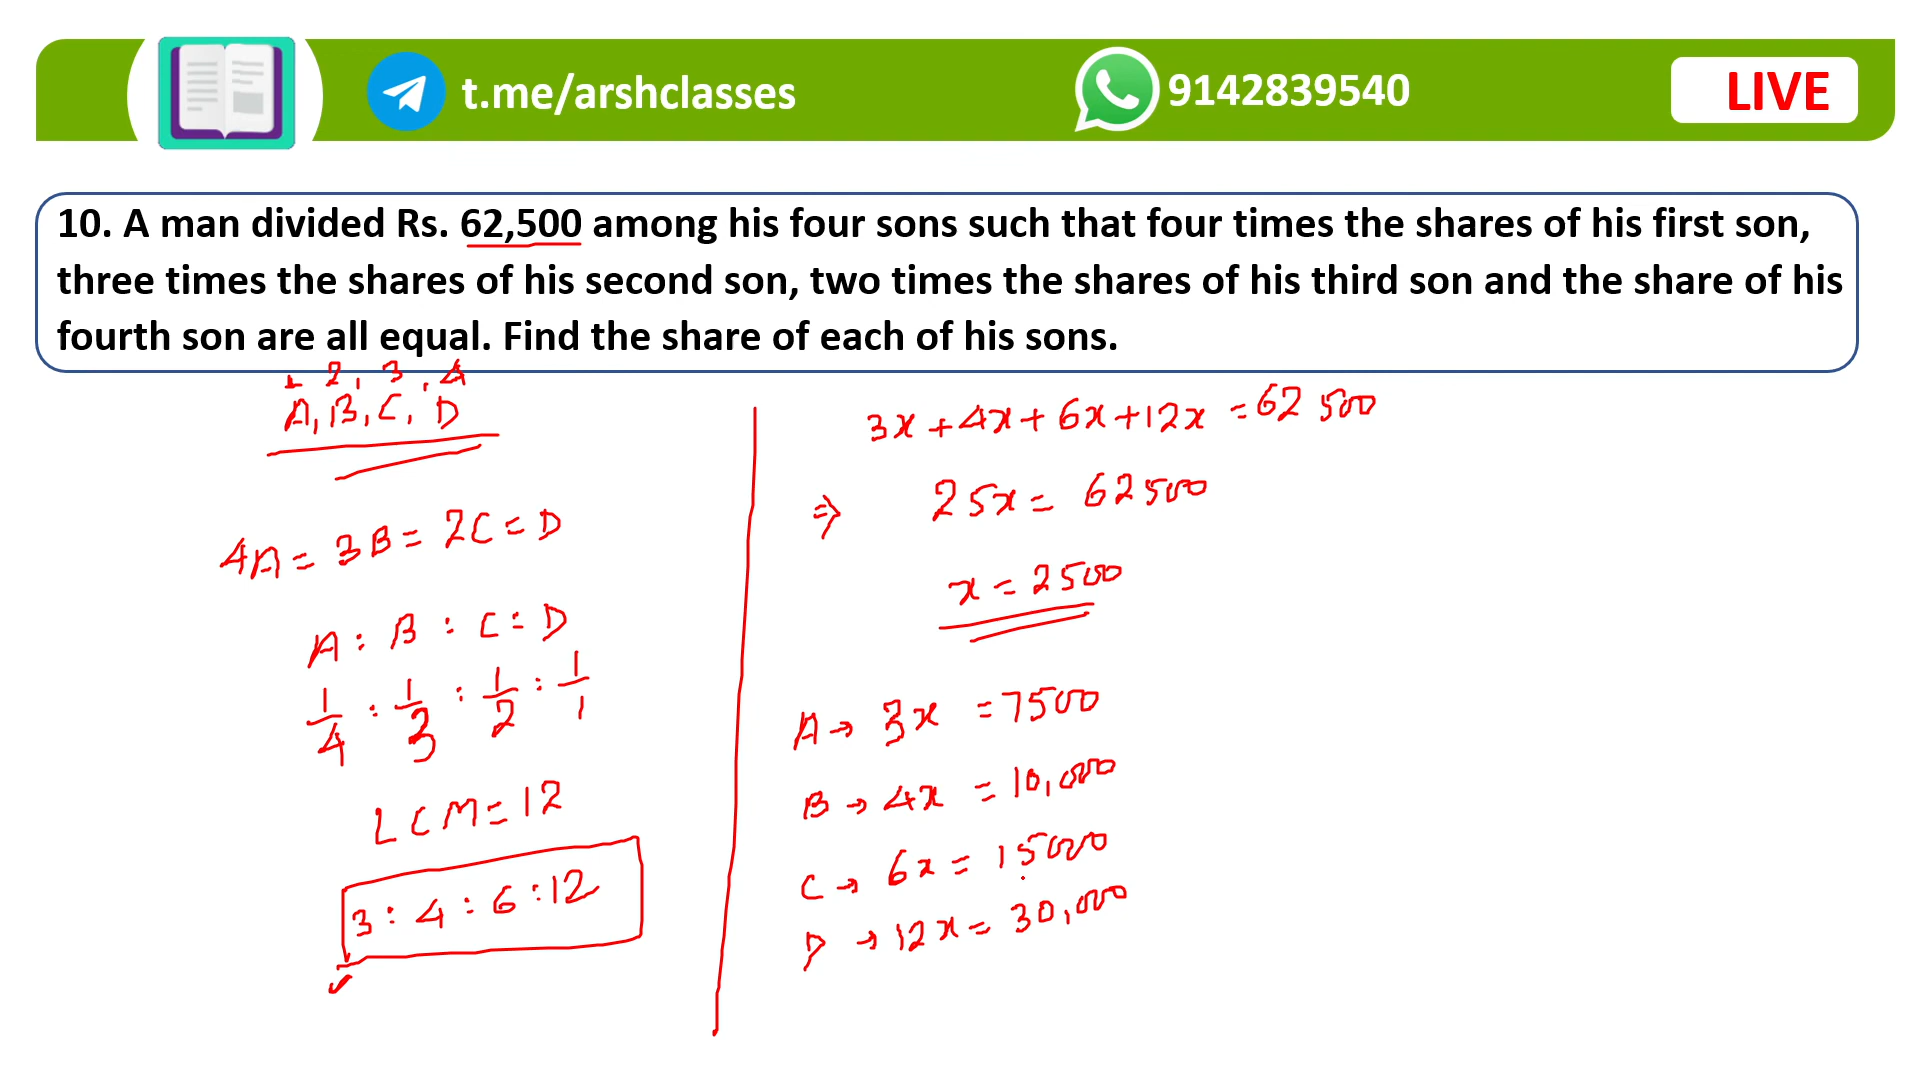 t.me/arshclasses
9142839540
LIVE
10. A man divided Rs. 62,500 among his four sons such that four times the shares of his first son,
three times the shares of his second son, two times the shares of his third son and the share of his
fourth son are all equal. Find the share of each of his sons.
1, 2, 3, 4
A, B, C, D
4A = 3B = 2C = D
A : B : C : D
1/4 : 1/3 : 1/2 : 1/1
LCM = 12
3 : 4 : 6 : 12
3x + 4x + 6x + 12x = 62500
⇒ 25x = 62500
x = 2500
A → 3x = 7500
B → 4x = 10,000
C → 6x = 15000
D → 12x = 30,000